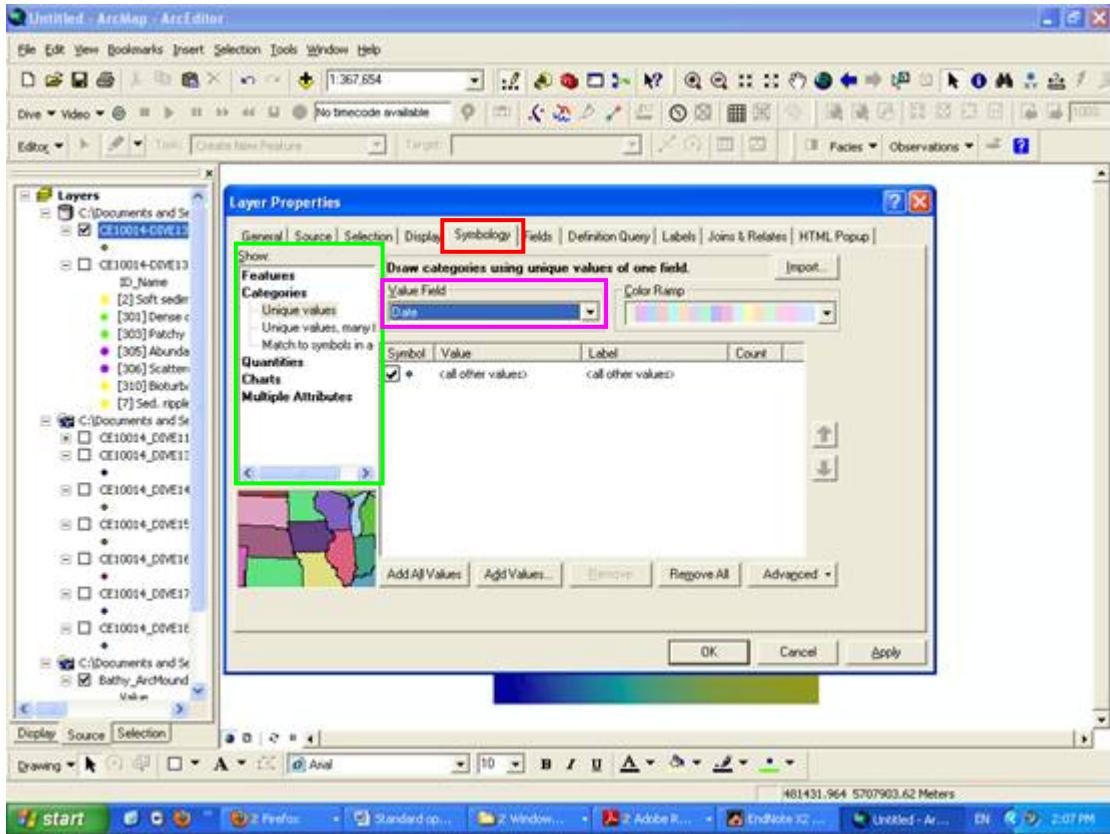 Untitled - ArcMap - ArcEditor
File Edit View Bookmarks Insert Selection Tools Window Help
1:367,654
Dive Video No timecode available
Editor Task: Create New Feature Target: Facies Observations
Layers
C:\Documents and Se
CE10014-DIVE13
CE10014-DIVE13
ID_Name
[2] Soft sedim
[301] Dense c
[303] Patchy
[305] Abunda
[306] Scatter
[310] Bioturb
[7] Sed. ripple
C:\Documents and Se
CE10014_DIVE11
CE10014_DIVE13
CE10014_DIVE14
CE10014_DIVE15
CE10014_DIVE16
CE10014_DIVE17
CE10014_DIVE18
C:\Documents and Se
Bathy_ArcMound
Value
Display Source Selection
Layer Properties
General Source Selection Display Symbology Fields Definition Query Labels Joins & Relates HTML Popup
Show:
Features
Categories
Unique values
Unique values, many f
Match to symbols in a
Quantities
Charts
Multiple Attributes
Draw categories using unique values of one field.
Import...
Value Field
Date
Color Ramp
Symbol Value Label Count
<all other values> <all other values>
Add All Values Add Values... Remove Remove All Advanced
OK Cancel Apply
Drawing A Arial 10 B I U A
481431.964 5707903.62 Meters
start 2 Firefox Standard op... 2 Window... 2 Adobe R... EndNote X2 ... Untitled - Ar... EN 2:07 PM